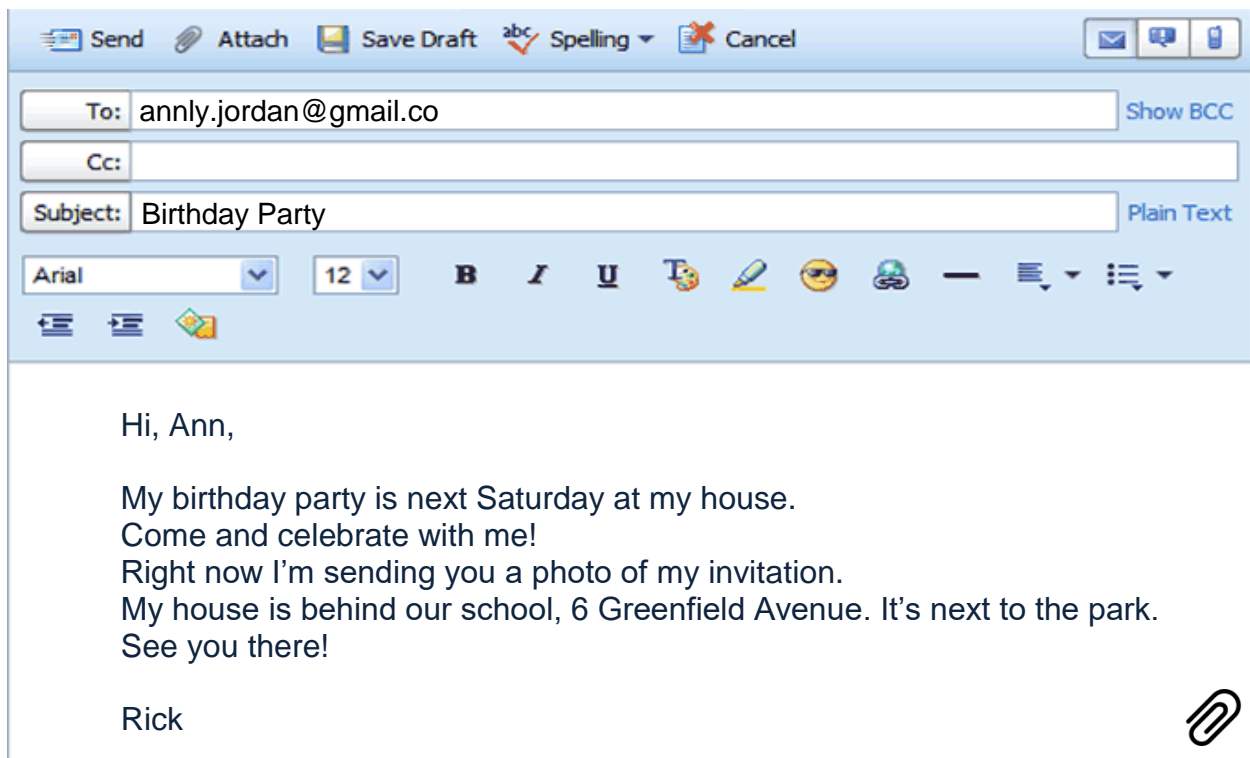 Send Attach Save Draft abc Spelling Cancel
To: annly.jordan@gmail.co Show BCC
Cc:
Subject: Birthday Party Plain Text
Arial 12 B I U T
Hi, Ann,
My birthday party is next Saturday at my house.
Come and celebrate with me!
Right now I’m sending you a photo of my invitation.
My house is behind our school, 6 Greenfield Avenue. It’s next to the park.
See you there!
Rick